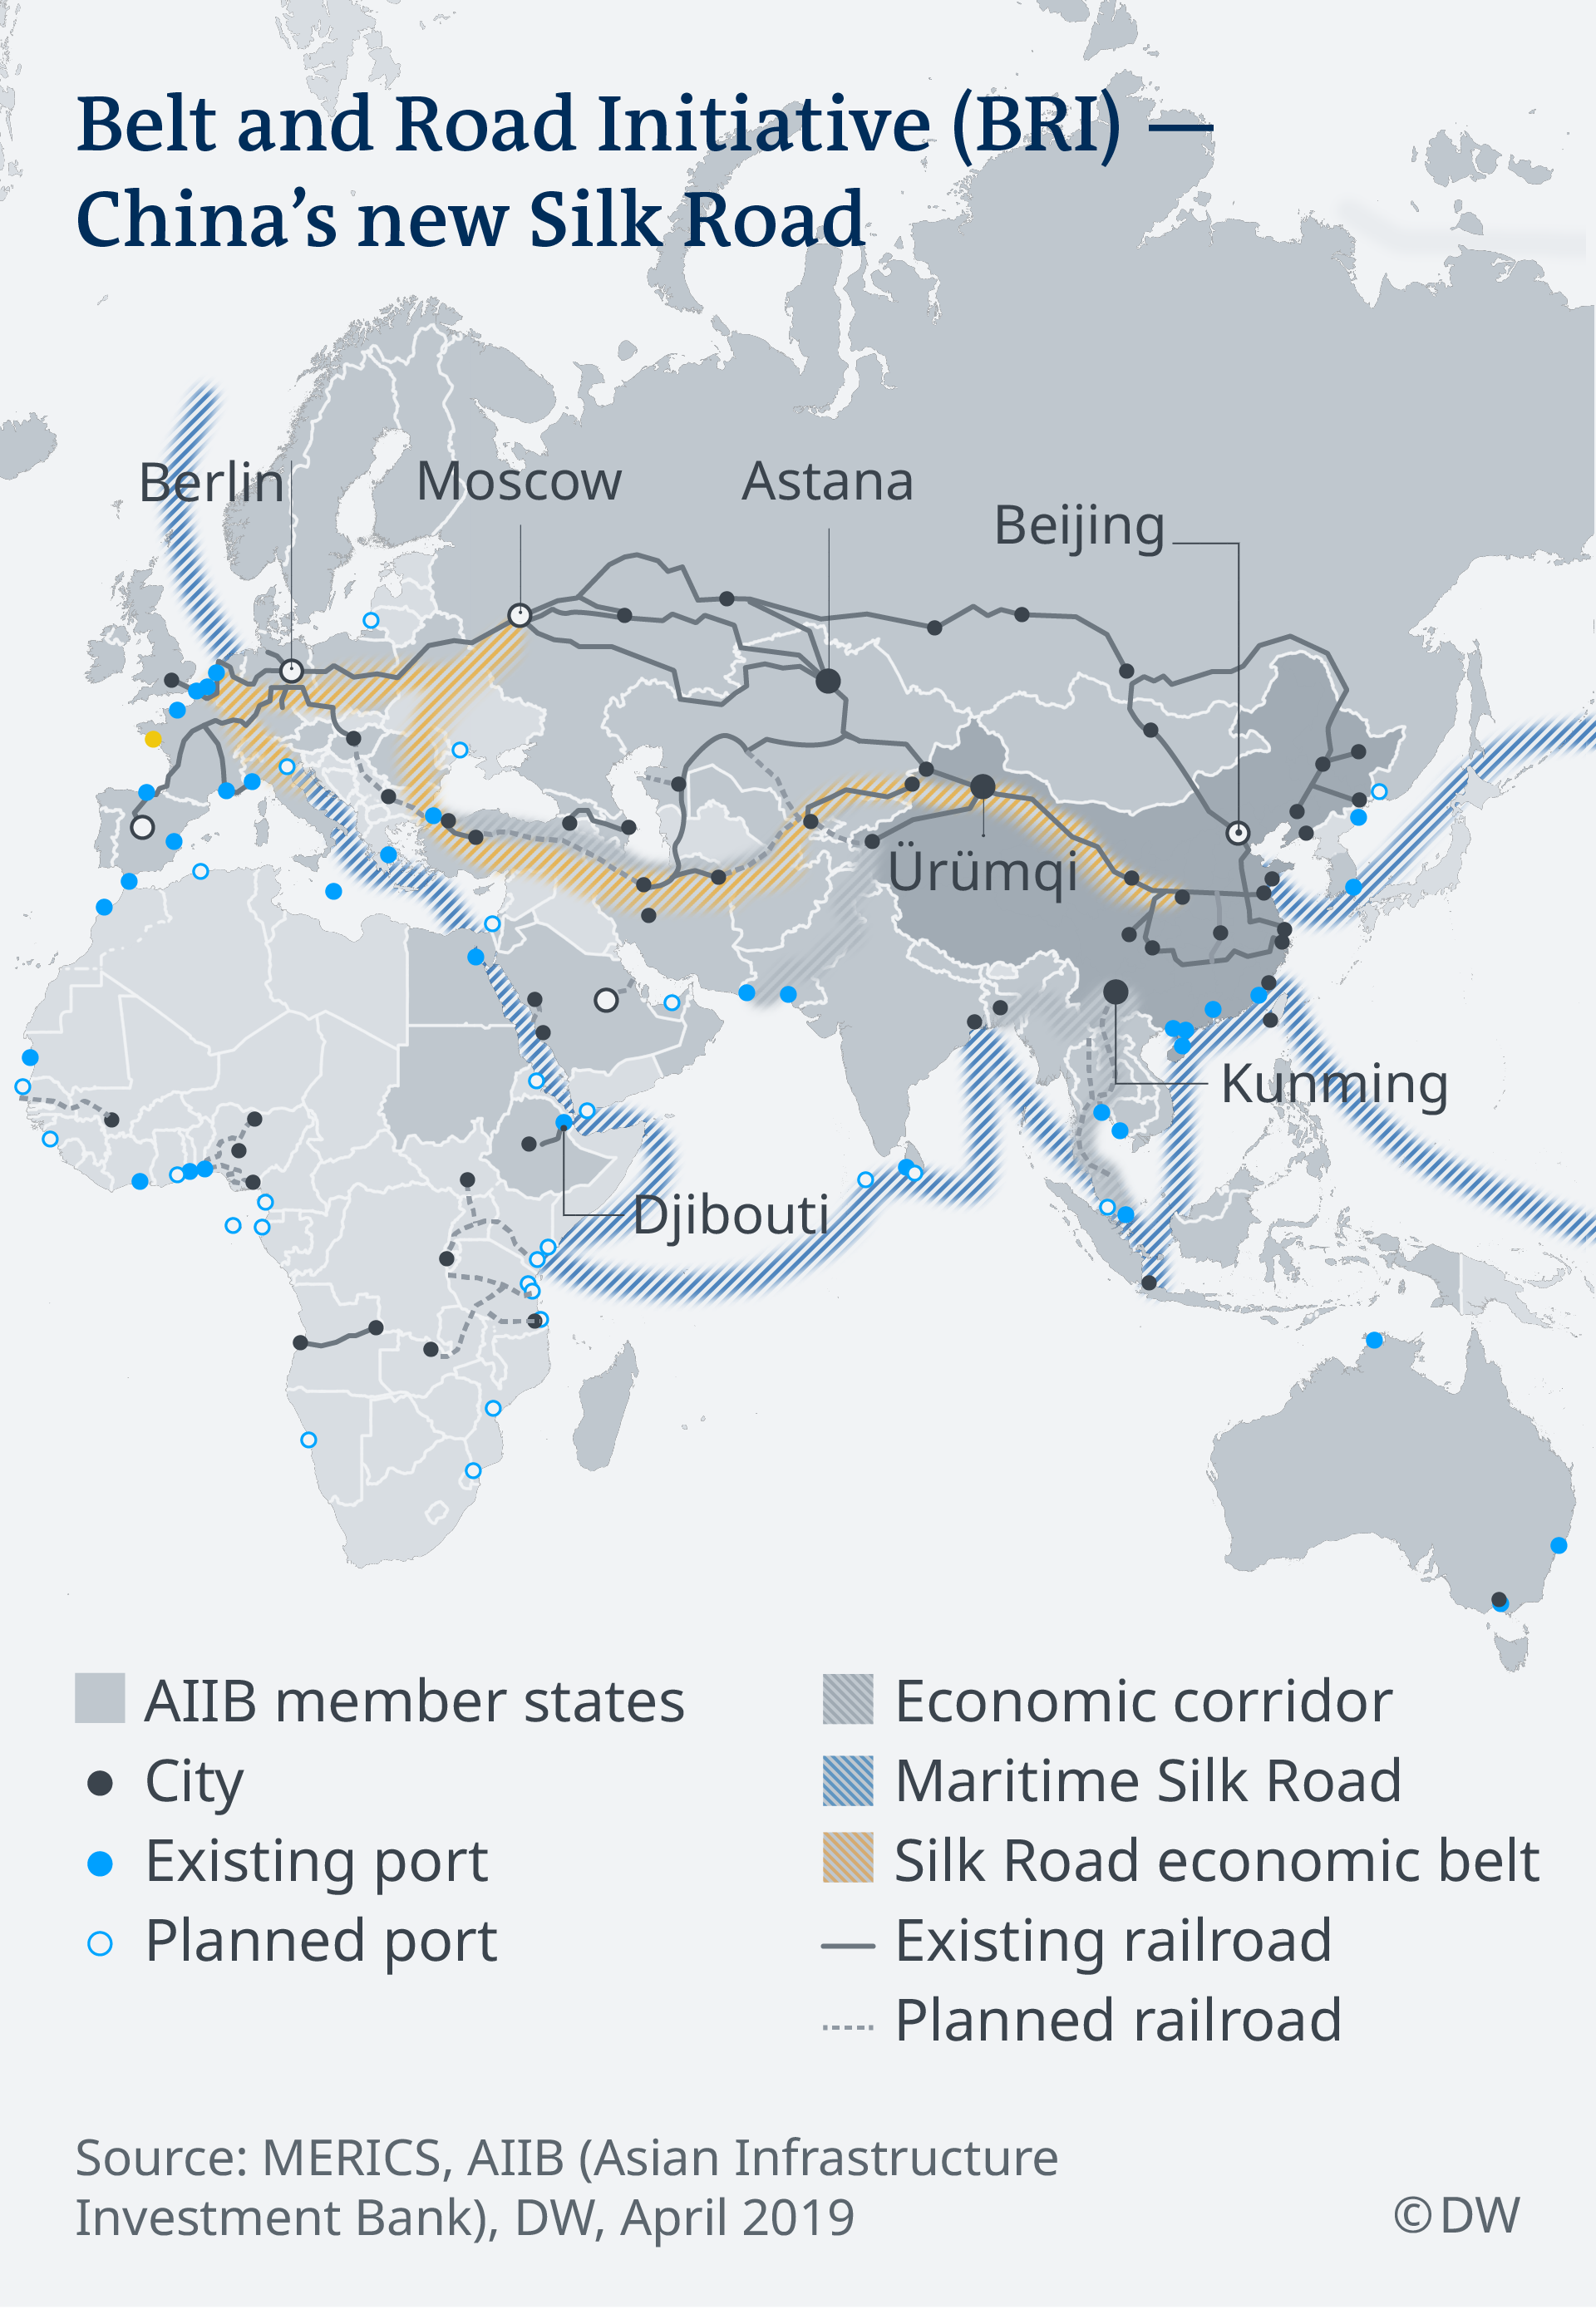 Belt and Road Initiative (BRI) —
China’s new Silk Road
Berlin
Moscow
Astana
Beijing
Ürümqi
Kunming
Djibouti
AIIB member states
City
Existing port
Planned port
Economic corridor
Maritime Silk Road
Silk Road economic belt
Existing railroad
Planned railroad
Source: MERICS, AIIB (Asian Infrastructure
Investment Bank), DW, April 2019
© DW